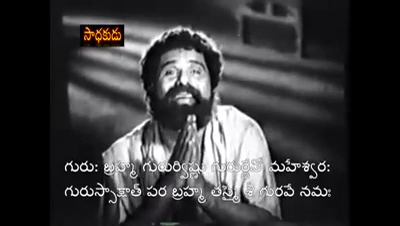 సాధకుడు
గురు: బ్రహ్మ గురుర్విష్ణు గురుర్దేవో మహేశ్వర:
గురుస్సాక్షాత్ పర బ్రహ్మ తస్మై శ్రీ గురవే నమః